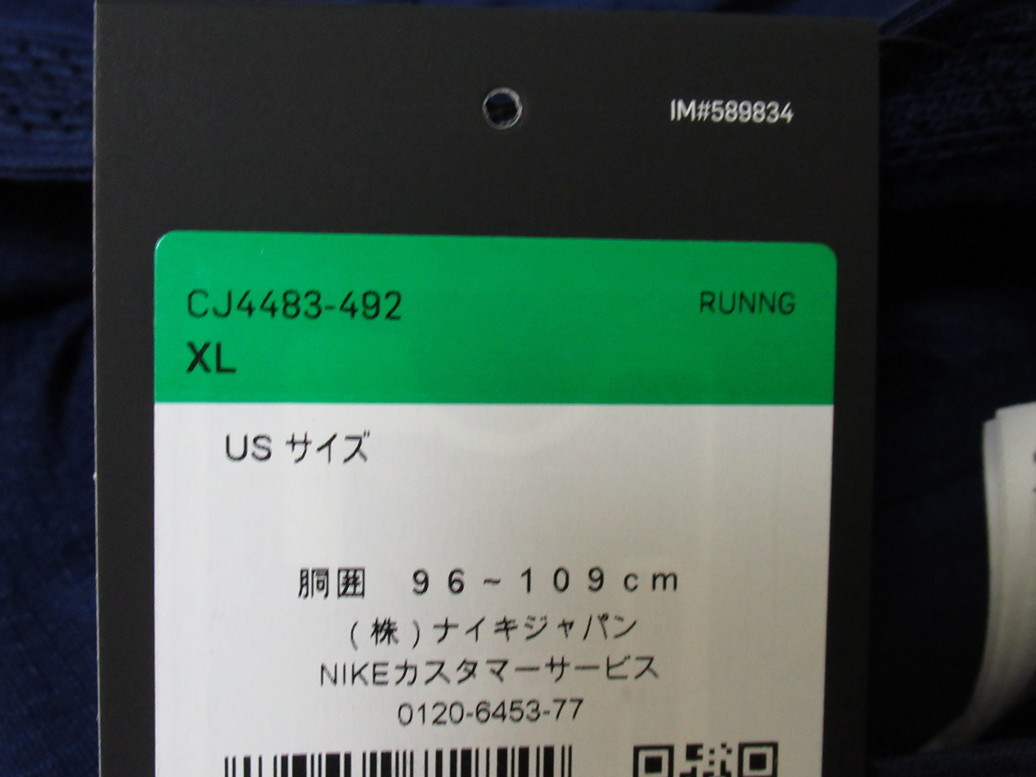 IM#589834
CJ4483-492 RUNNG
XL
US サイズ
胴囲 96~109cm
(株)ナイキジャパン
NIKEカスタマーサービス
0120-6453-77